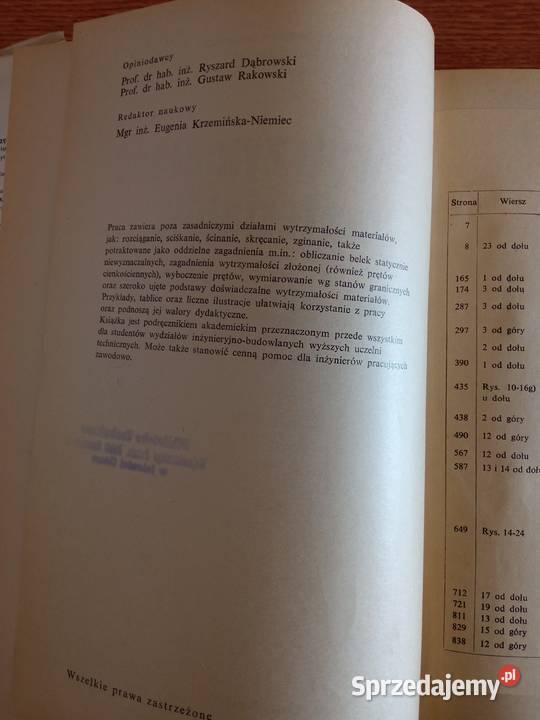 Opiniodawcy
Prof. dr hab. inż. Ryszard Dąbrowski
Prof. dr hab. inż. Gustaw Rakowski
Redaktor naukowy
Mgr inż. Eugenia Krzemińska-Niemiec
Praca zawiera poza zasadniczymi działami wytrzymałości materiałów,
jak: rozciąganie, ściskanie, ścinanie, skręcanie, zginanie, także
potraktowane jako oddzielne zagadnienia m.in.: obliczanie belek statycznie
niewyznaczalnych, zagadnienia wytrzymałości złożonej (również prętów
cienkościennych), wyboczenie prętów, wymiarowanie wg stanów granicznych
oraz szeroko ujęte podstawy doświadczalne wytrzymałości materiałów.
Przykłady, tablice oraz liczne ilustracje ułatwiają korzystanie z pracy
oraz podnoszą jej walory dydaktyczne.
Książka jest podręcznikiem akademickim przeznaczonym przede wszystkim
dla studentów wydziałów inżynieryjno-budowlanych wyższych uczelni
technicznych. Może także stanowić cenną pomoc dla inżynierów pracujących
zawodowo.
Wszelkie prawa zastrzeżone
Strona Wiersz
7
8 23 od dołu
165 1 od dołu
174 3 od dołu
287 3 od dołu
297 3 od góry
2 od dołu
390 1 od dołu
435 Rys. 10-16g)
u dołu
438 2 od góry
490 12 od góry
567 12 od dołu
587 13 i 14 od dołu
649 Rys. 14-24
712 17 od dołu
721 19 od dołu
811 13 od dołu
829 15 od góry
838 12 od góry
Sprzedajemy.pl